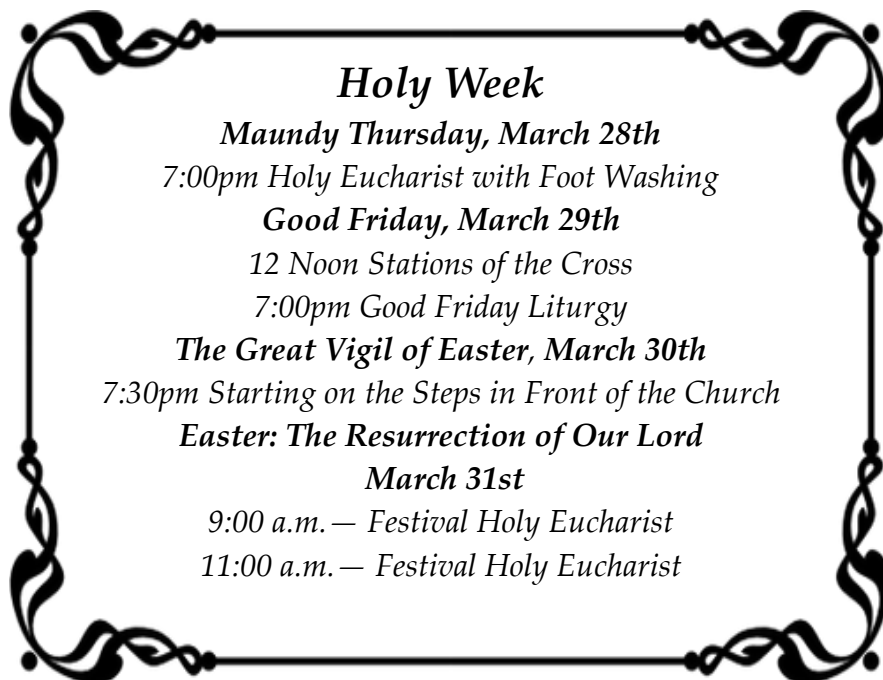 Holy Week
Maundy Thursday, March 28th
7:00pm Holy Eucharist with Foot Washing
Good Friday, March 29th
12 Noon Stations of the Cross
7:00pm Good Friday Liturgy
The Great Vigil of Easter, March 30th
7:30pm Starting on the Steps in Front of the Church
Easter: The Resurrection of Our Lord
March 31st
9:00 a.m.— Festival Holy Eucharist
11:00 a.m.— Festival Holy Eucharist